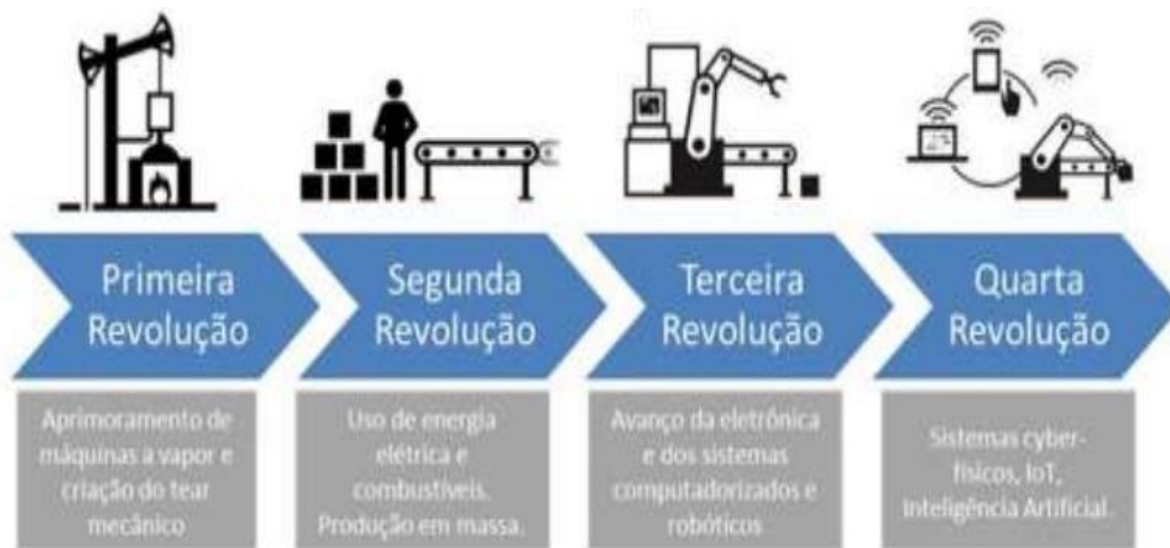 Primeira
Revolução
Segunda
Revolução
Terceira
Revolução
Quarta
Revolução
Aprimoramento de
máquinas a vapor e
criação do tear
mecânico
Uso de energia
elétrica e
combustíveis.
Produção em massa.
Avanço da eletrônica
e dos sistemas
computadorizados e
robóticos
Sistemas cyber-
físicos, IoT,
Inteligência Artificial.